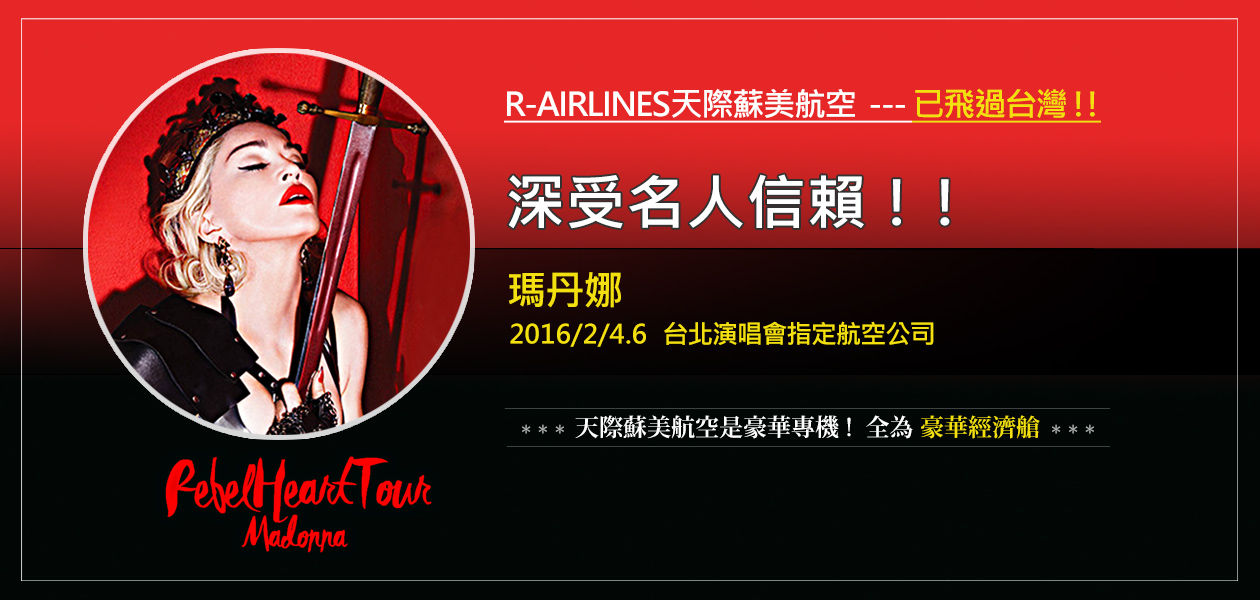 R-AIRLINES天際蘇美航空 --- 已飛過台灣!!
深受名人信賴！！
瑪丹娜
2016/2/4.6 台北演唱會指定航空公司
*** 天際蘇美航空是豪華專機！ 全為 豪華經濟艙 ***
Rebel Heart Tour
Madonna